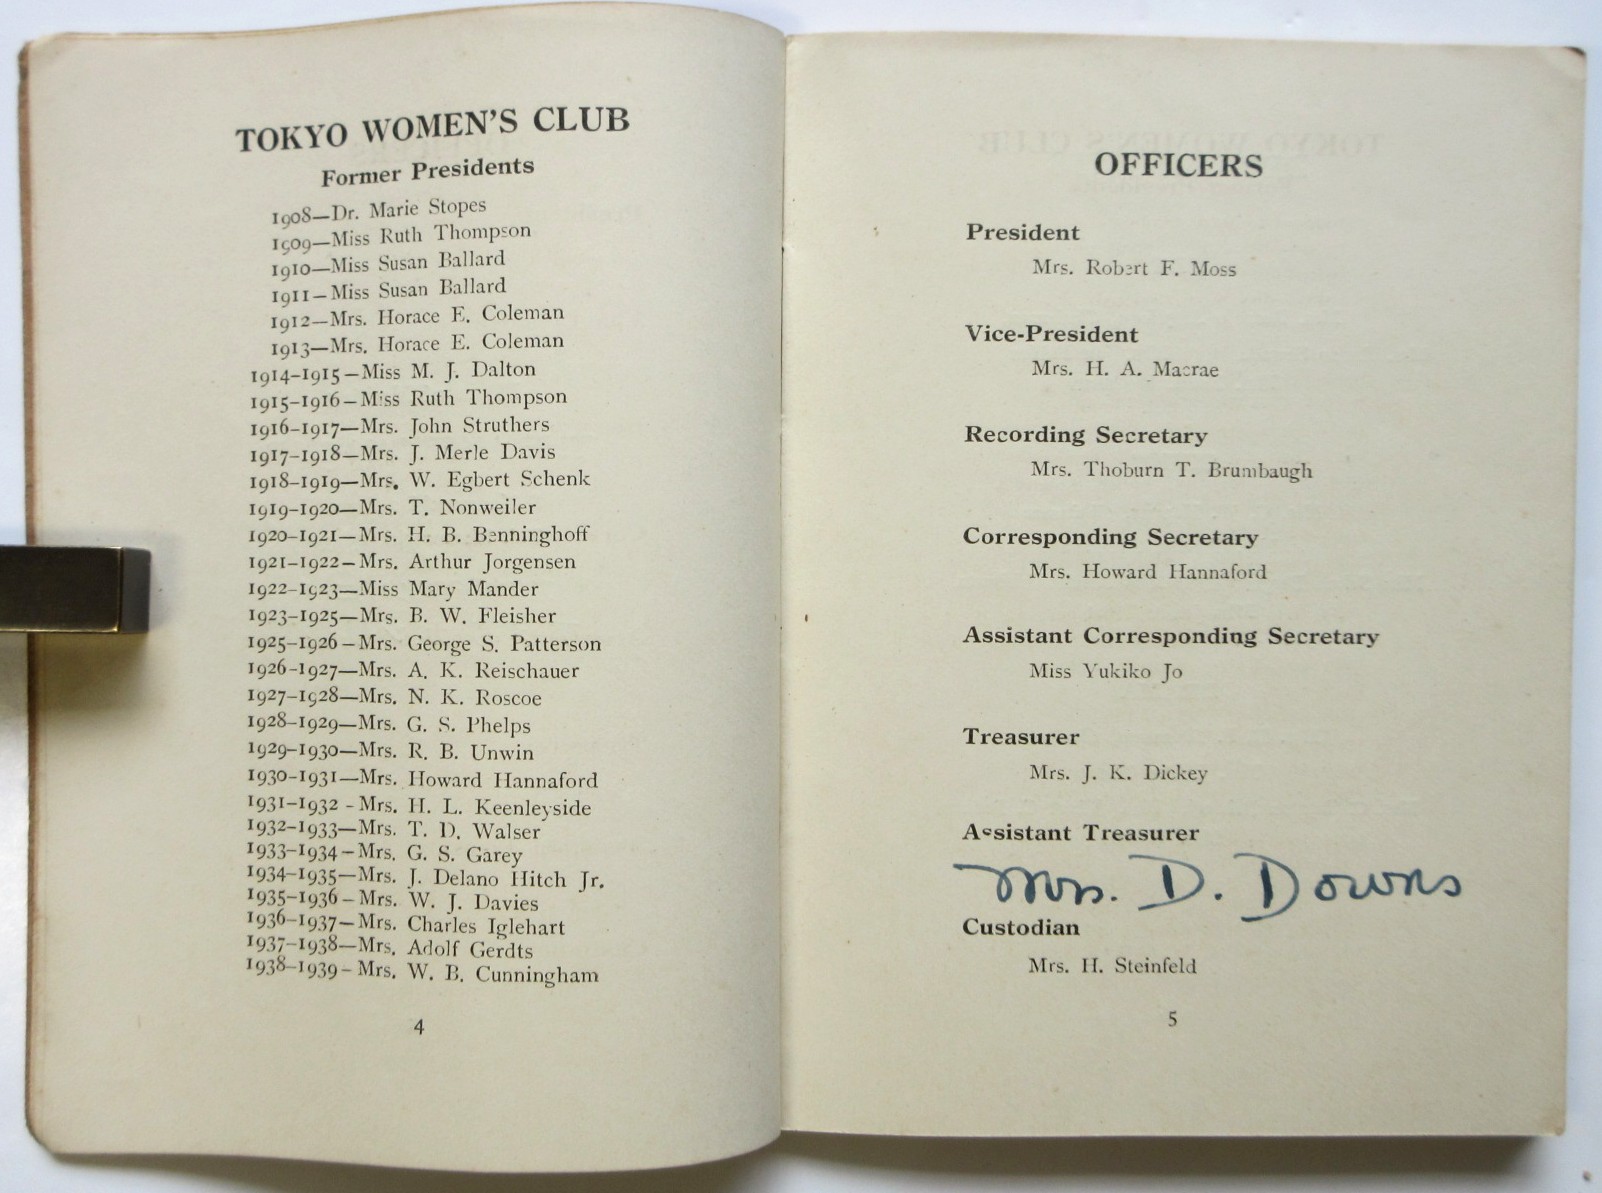 TOKYO WOMEN'S CLUB
Former Presidents
1908—Dr. Marie Stopes
1909—Miss Ruth Thompson
1910—Miss Susan Ballard
1911—Miss Susan Ballard
1912—Mrs. Horace E. Coleman
1913—Mrs. Horace E. Coleman
1914-1915—Miss M. J. Dalton
1915-1916—Miss Ruth Thompson
1916-1917—Mrs. John Struthers
1917-1918—Mrs. J. Merle Davis
1918-1919—Mrs. W. Egbert Schenk
1919-1920—Mrs. T. Nonweiler
1920-1921—Mrs. H. B. Benninghoff
1921-1922—Mrs. Arthur Jorgensen
1922-1923—Miss Mary Mander
1923-1925—Mrs. B. W. Fleisher
1925-1926—Mrs. George S. Patterson
1926-1927—Mrs. A. K. Reischauer
1927-1928—Mrs. N. K. Roscoe
1928-1929—Mrs. G. S. Phelps
1929-1930—Mrs. R. B. Unwin
1930-1931—Mrs. Howard Hannaford
1931-1932-Mrs. H. L. Keenleyside
1932-1933—Mrs. T. D. Walser
1933-1934—Mrs. G. S. Garey
1934-1935—Mrs. J. Delano Hitch Jr.
1935-1936—Mrs. W. J. Davies
1936-1937—Mrs. Charles Iglehart
1937-1938—Mrs. Adolf Gerdts
1938-1939—Mrs. W. B. Cunningham
4
OFFICERS
President
Mrs. Robert F. Moss
Vice-President
Mrs. H. A. Macrae
Recording Secretary
Mrs. Thoburn T. Brumbaugh
Corresponding Secretary
Mrs. Howard Hannaford
Assistant Corresponding Secretary
Miss Yukiko Jo
Treasurer
Mrs. J. K. Dickey
Assistant Treasurer
Mrs. D. Downs
Custodian
Mrs. H. Steinfeld
5